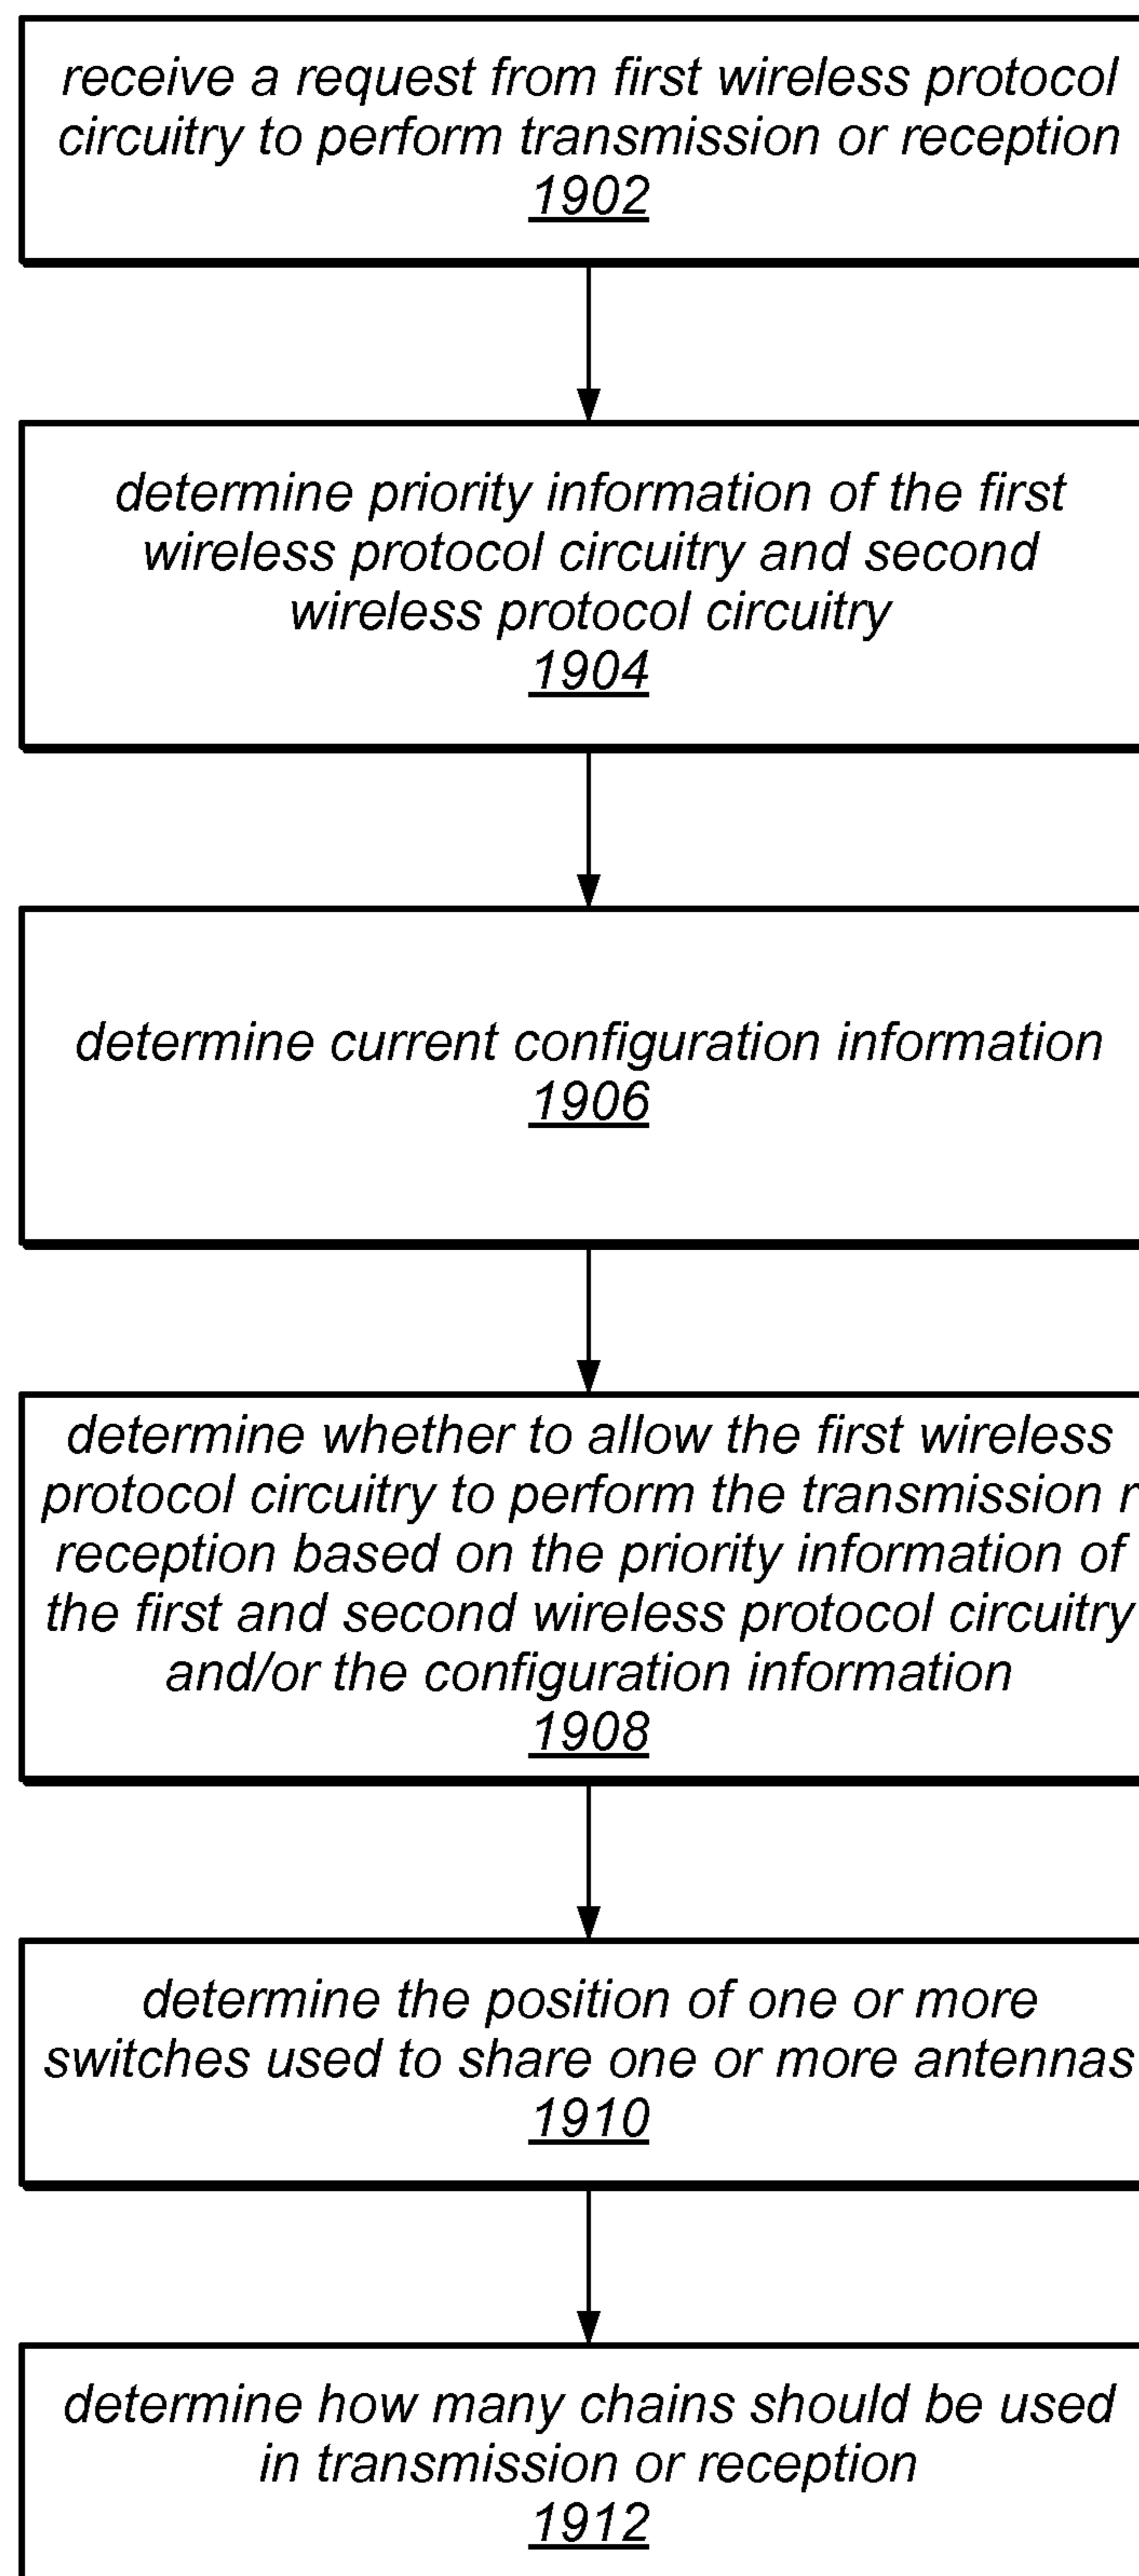 receive a request from first wireless protocol
circuitry to perform transmission or reception
1902
determine priority information of the first
wireless protocol circuitry and second
wireless protocol circuitry
1904
determine current configuration information
1906
determine whether to allow the first wireless
protocol circuitry to perform the transmission r
reception based on the priority information of
the first and second wireless protocol circuitry
and/or the configuration information
1908
determine the position of one or more
switches used to share one or more antennas
1910
determine how many chains should be used
in transmission or reception
1912